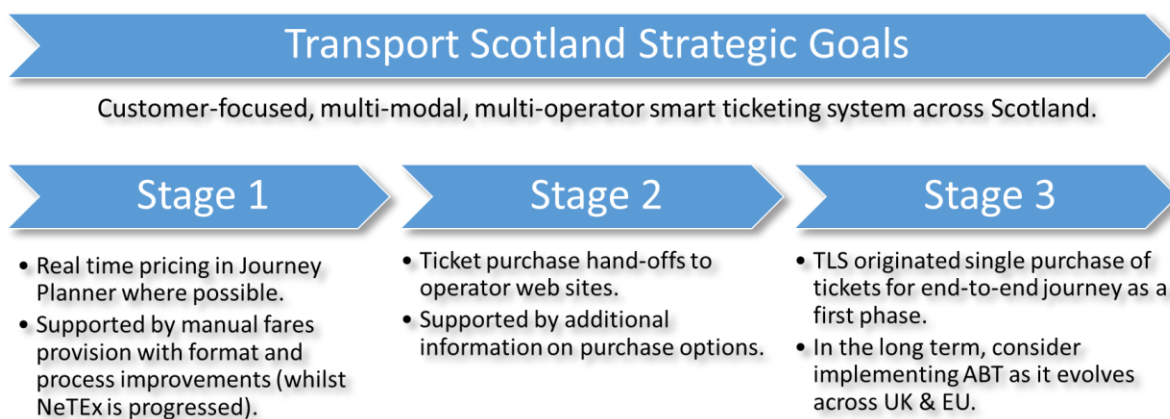 Transport Scotland Strategic Goals
Customer-focused, multi-modal, multi-operator smart ticketing system across Scotland.
Stage 1
• Real time pricing in Journey
Planner where possible.
• Supported by manual fares
provision with format and
process improvements (whilst
NeTEx is progressed).
Stage 2
• Ticket purchase hand-offs to
operator web sites.
• Supported by additional
information on purchase options.
Stage 3
• TLS originated single purchase of
tickets for end-to-end journey as a
first phase.
• In the long term, consider
implementing ABT as it evolves
across UK & EU.